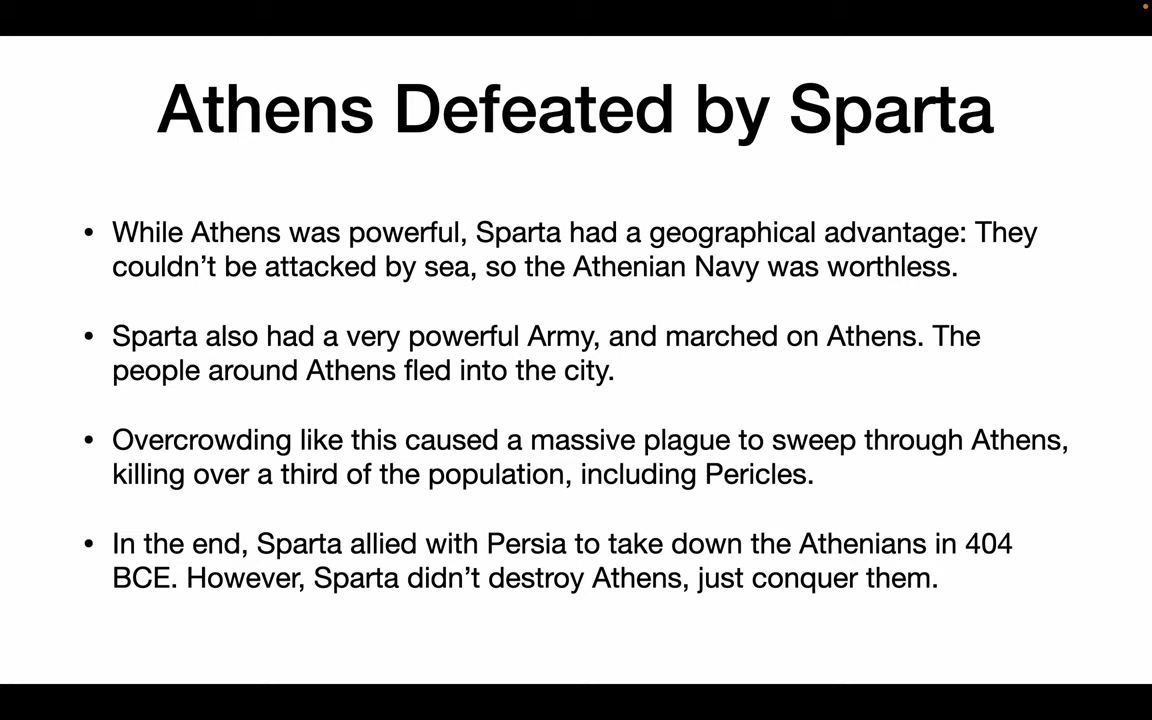 Athens Defeated by Sparta
• While Athens was powerful, Sparta had a geographical advantage: They
couldn’t be attacked by sea, so the Athenian Navy was worthless.
• Sparta also had a very powerful Army, and marched on Athens. The
people around Athens fled into the city.
• Overcrowding like this caused a massive plague to sweep through Athens,
killing over a third of the population, including Pericles.
• In the end, Sparta allied with Persia to take down the Athenians in 404
BCE. However, Sparta didn’t destroy Athens, just conquer them.